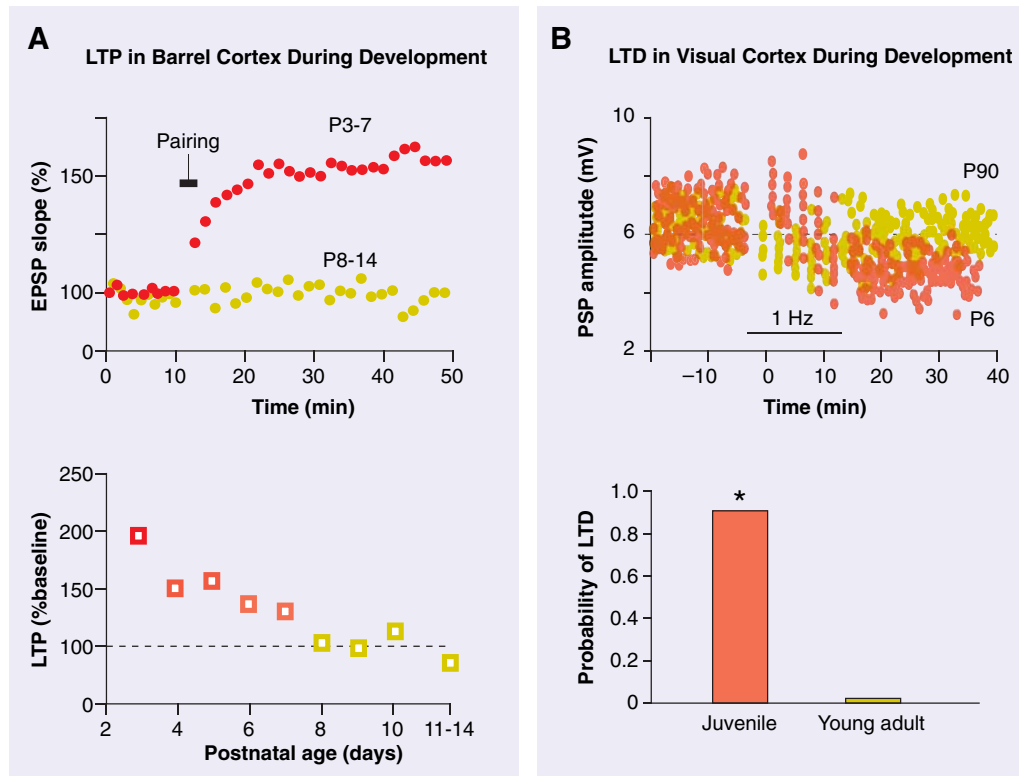 A
LTP in Barrel Cortex During Development
EPSP slope (%)
150
100
0
Pairing
P3-7
P8-14
0 10 20 30 40 50
Time (min)
LTP (%baseline)
250
200
150
100
0
2 4 6 8 10 11-14
Postnatal age (days)
B
LTD in Visual Cortex During Development
PSP amplitutde (mV)
10
6
2
P90
P6
1 Hz
–10 0 10 20 30 40
Time (min)
Probability of LTD
1.0
0.8
0.6
0.4
0.2
0
*
Juvenile Young adult